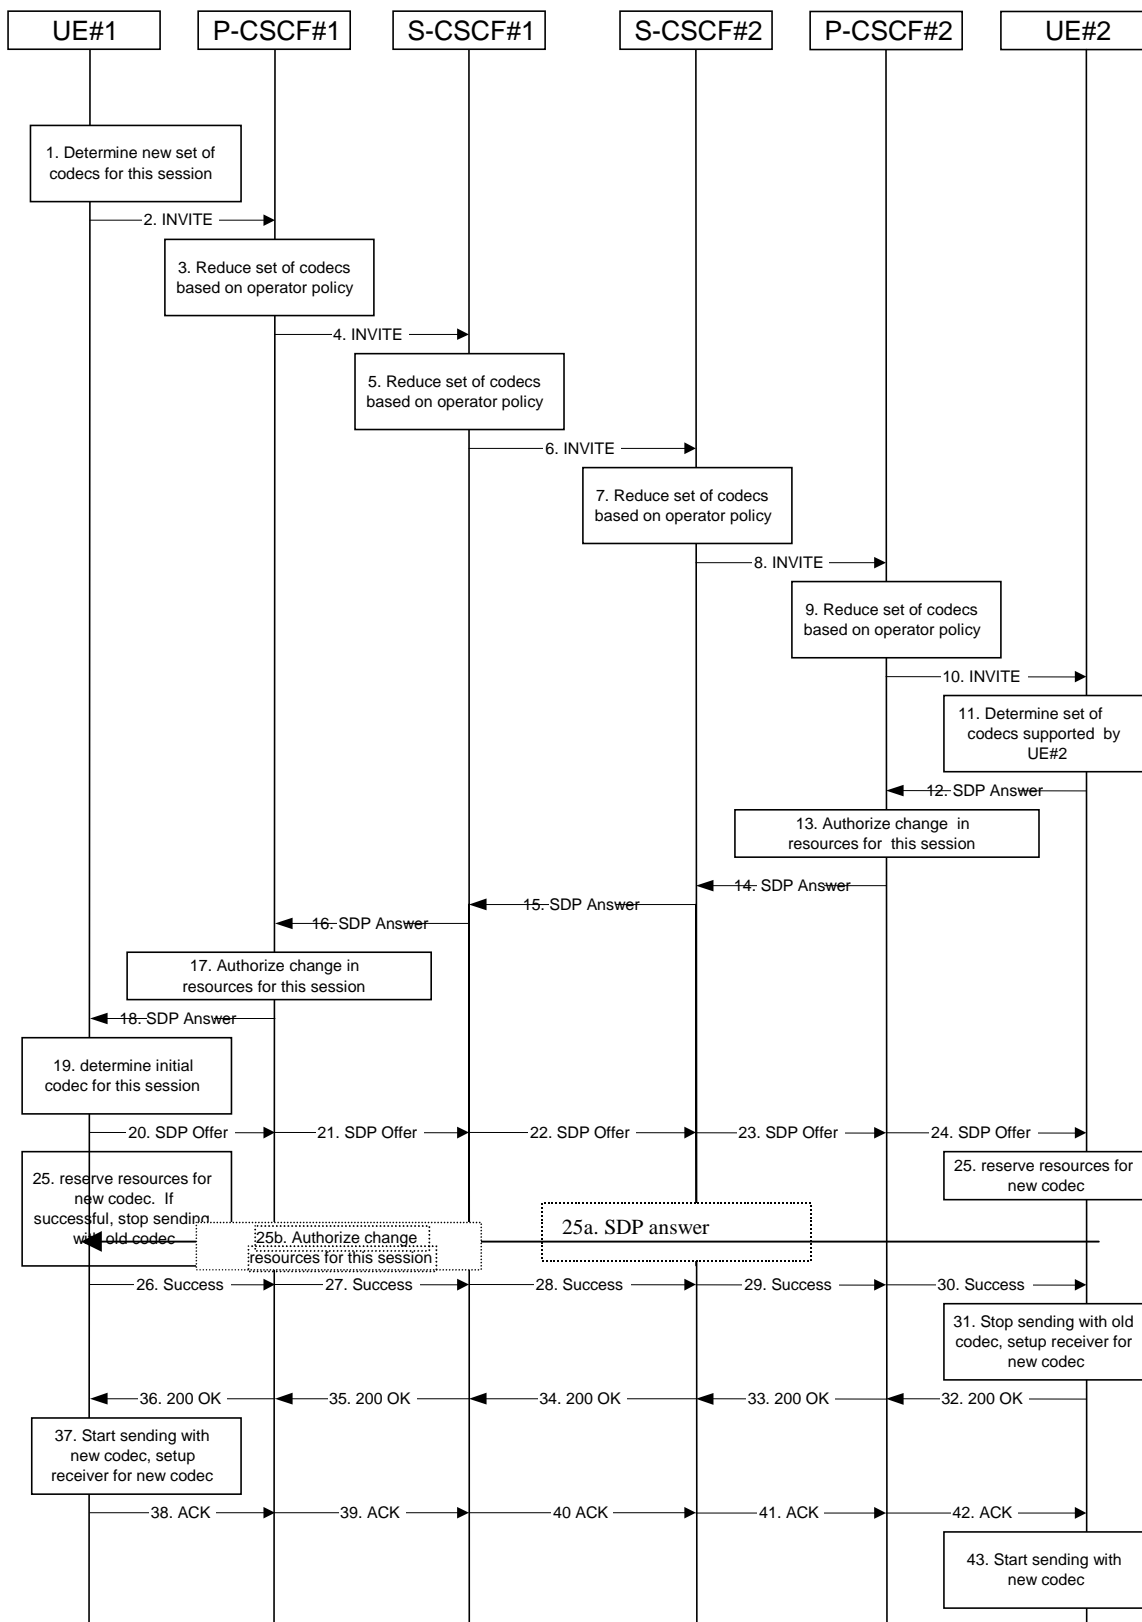 UE#1 P-CSCF#1 S-CSCF#1 S-CSCF#2 P-CSCF#2 UE#2
1. Determine new set of
codecs for this session
2. INVITE
3. Reduce set of codecs
based on operator policy
4. INVITE
5. Reduce set of codecs
based on operator policy
6. INVITE
7. Reduce set of codecs
based on operator policy
8. INVITE
9. Reduce set of codecs
based on operator policy
10. INVITE
11. Determine set of
codecs supported by
UE#2
12. SDP Answer
13. Authorize change in
resources for this session
14. SDP Answer
15. SDP Answer
16. SDP Answer
17. Authorize change in
resources for this session
18. SDP Answer
19. determine initial
codec for this session
20. SDP Offer 21. SDP Offer 22. SDP Offer 23. SDP Offer 24. SDP Offer
25. reserve resources for
new codec. If
successful, stop sending
with old codec
25. reserve resources for
new codec
25a. SDP answer
25b. Authorize change
resources for this session
26. Success 27. Success 28. Success 29. Success 30. Success
31. Stop sending with old
codec, setup receiver for
new codec
36. 200 OK 35. 200 OK 34. 200 OK 33. 200 OK 32. 200 OK
37. Start sending with
new codec, setup
receiver for new codec
38. ACK 39. ACK 40 ACK 41. ACK 42. ACK
43. Start sending with
new codec